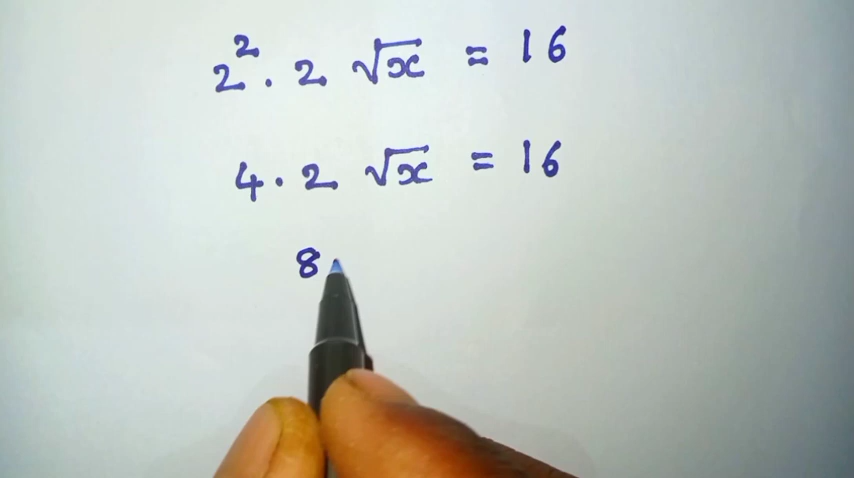 2² · 2 √x = 16
4 · 2 √x = 16
8